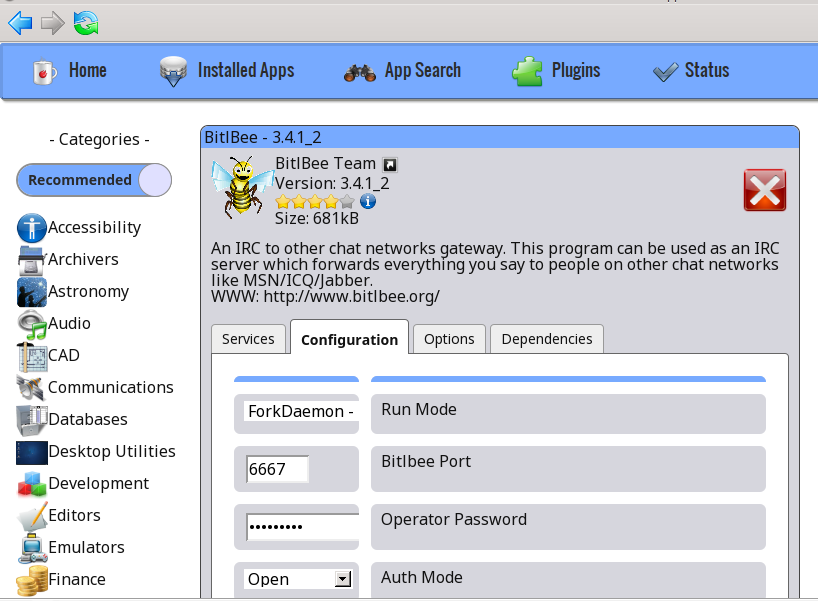 Home
Installed Apps
App Search
Plugins
Status
- Categories -
Recommended
Accessibility
Archivers
Astronomy
Audio
CAD
Communications
Databases
Desktop Utilities
Development
Editors
Emulators
Finance
BitlBee - 3.4.1_2
BitlBee Team
Version: 3.4.1_2
Size: 681kB
An IRC to other chat networks gateway. This program can be used as an IRC
server which forwards everything you say to people on other chat networks
like MSN/ICQ/Jabber.
WWW: http://www.bitlbee.org/
Services
Configuration
Options
Dependencies
ForkDaemon -
Run Mode
6667
Bitlbee Port
•••••••••
Operator Password
Open
Auth Mode